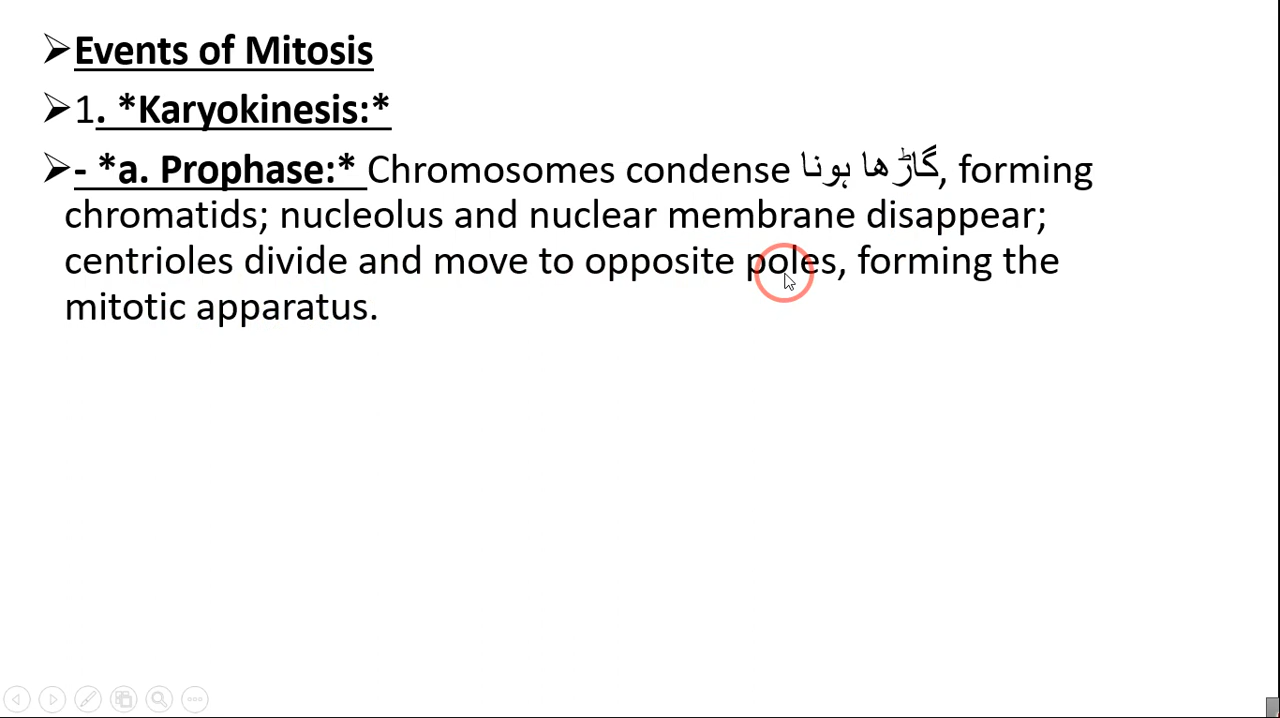 ➢Events of Mitosis
➢1. *Karyokinesis:*
➢- *a. Prophase:* Chromosomes condense گاڑھا ہونا, forming
chromatids; nucleolus and nuclear membrane disappear;
centrioles divide and move to opposite poles, forming the
mitotic apparatus.